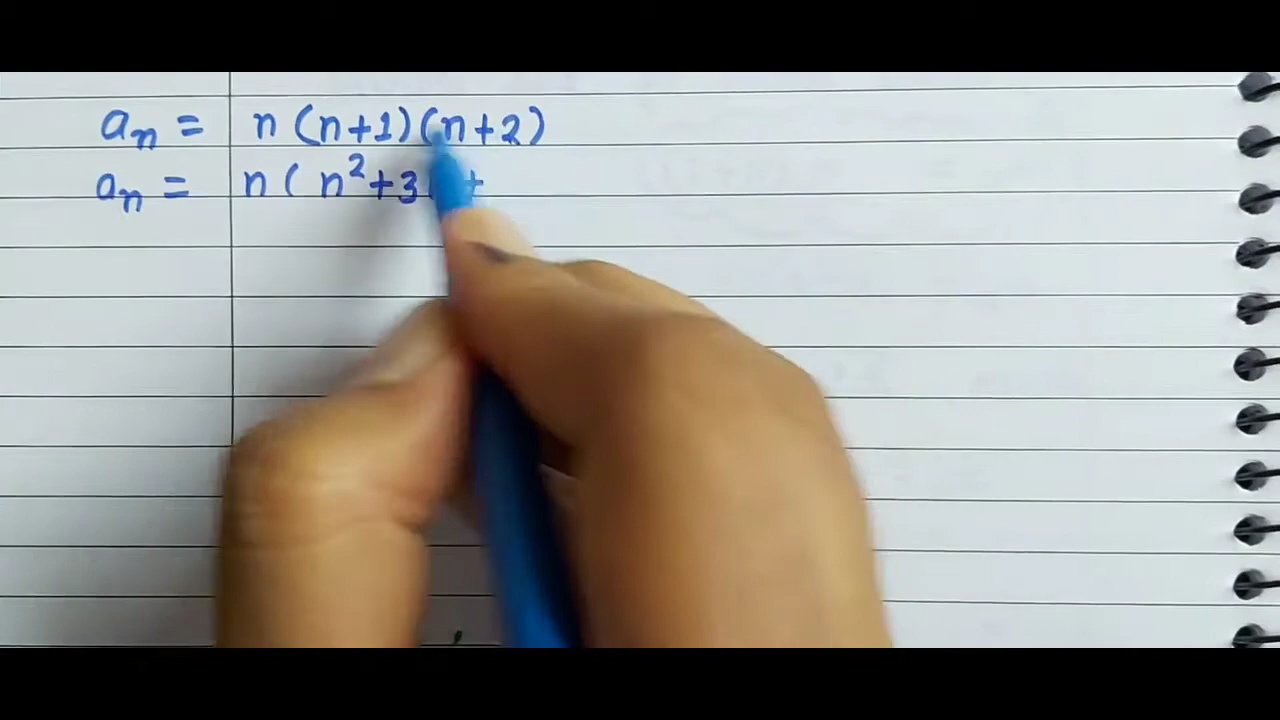 aₙ = n (n+1)(n+2)
aₙ = n ( n²+3 +